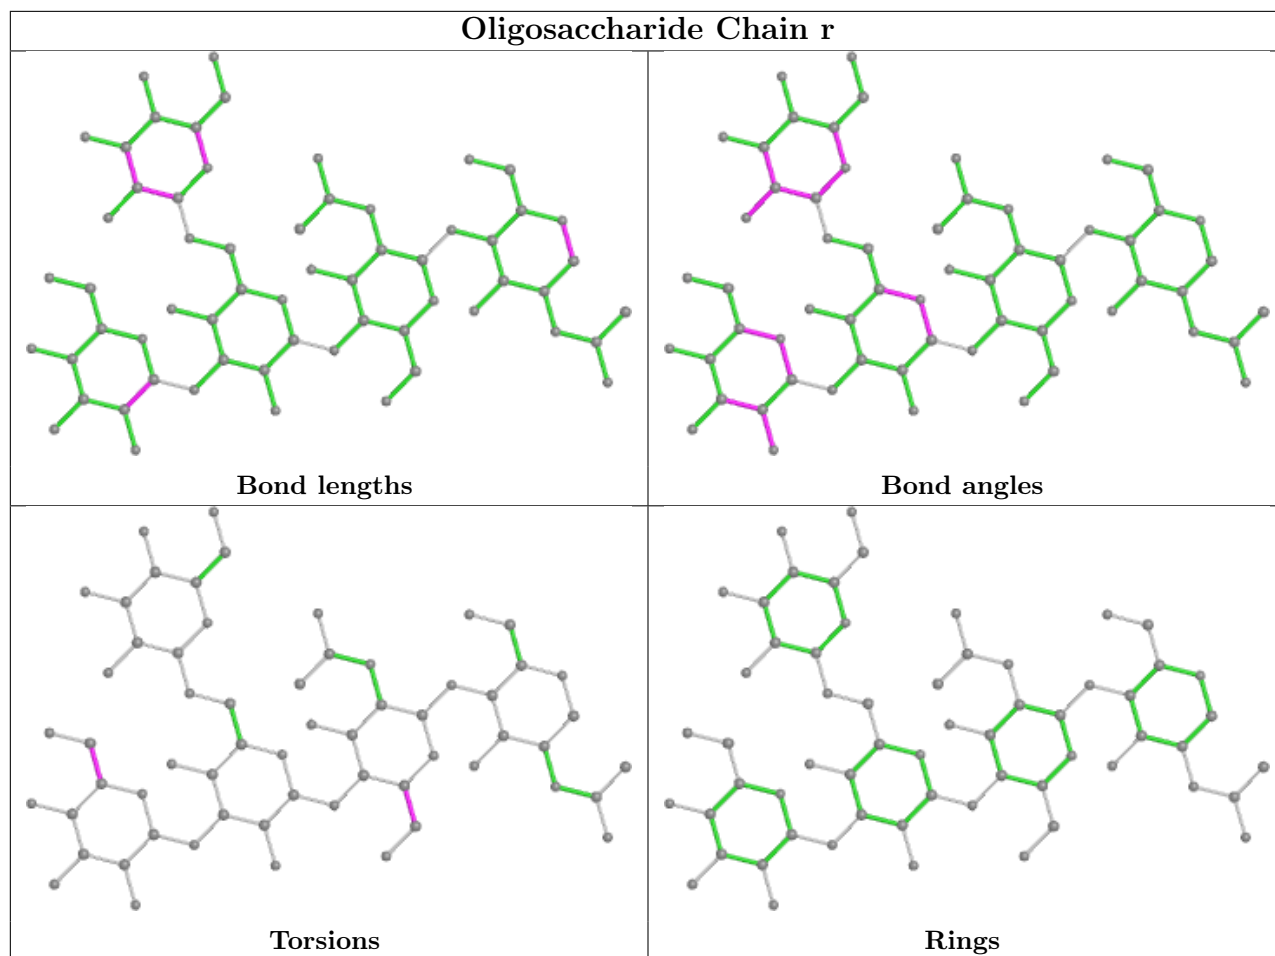 Oligosaccharide Chain r
Bond lengths
Bond angles
Torsions
Rings